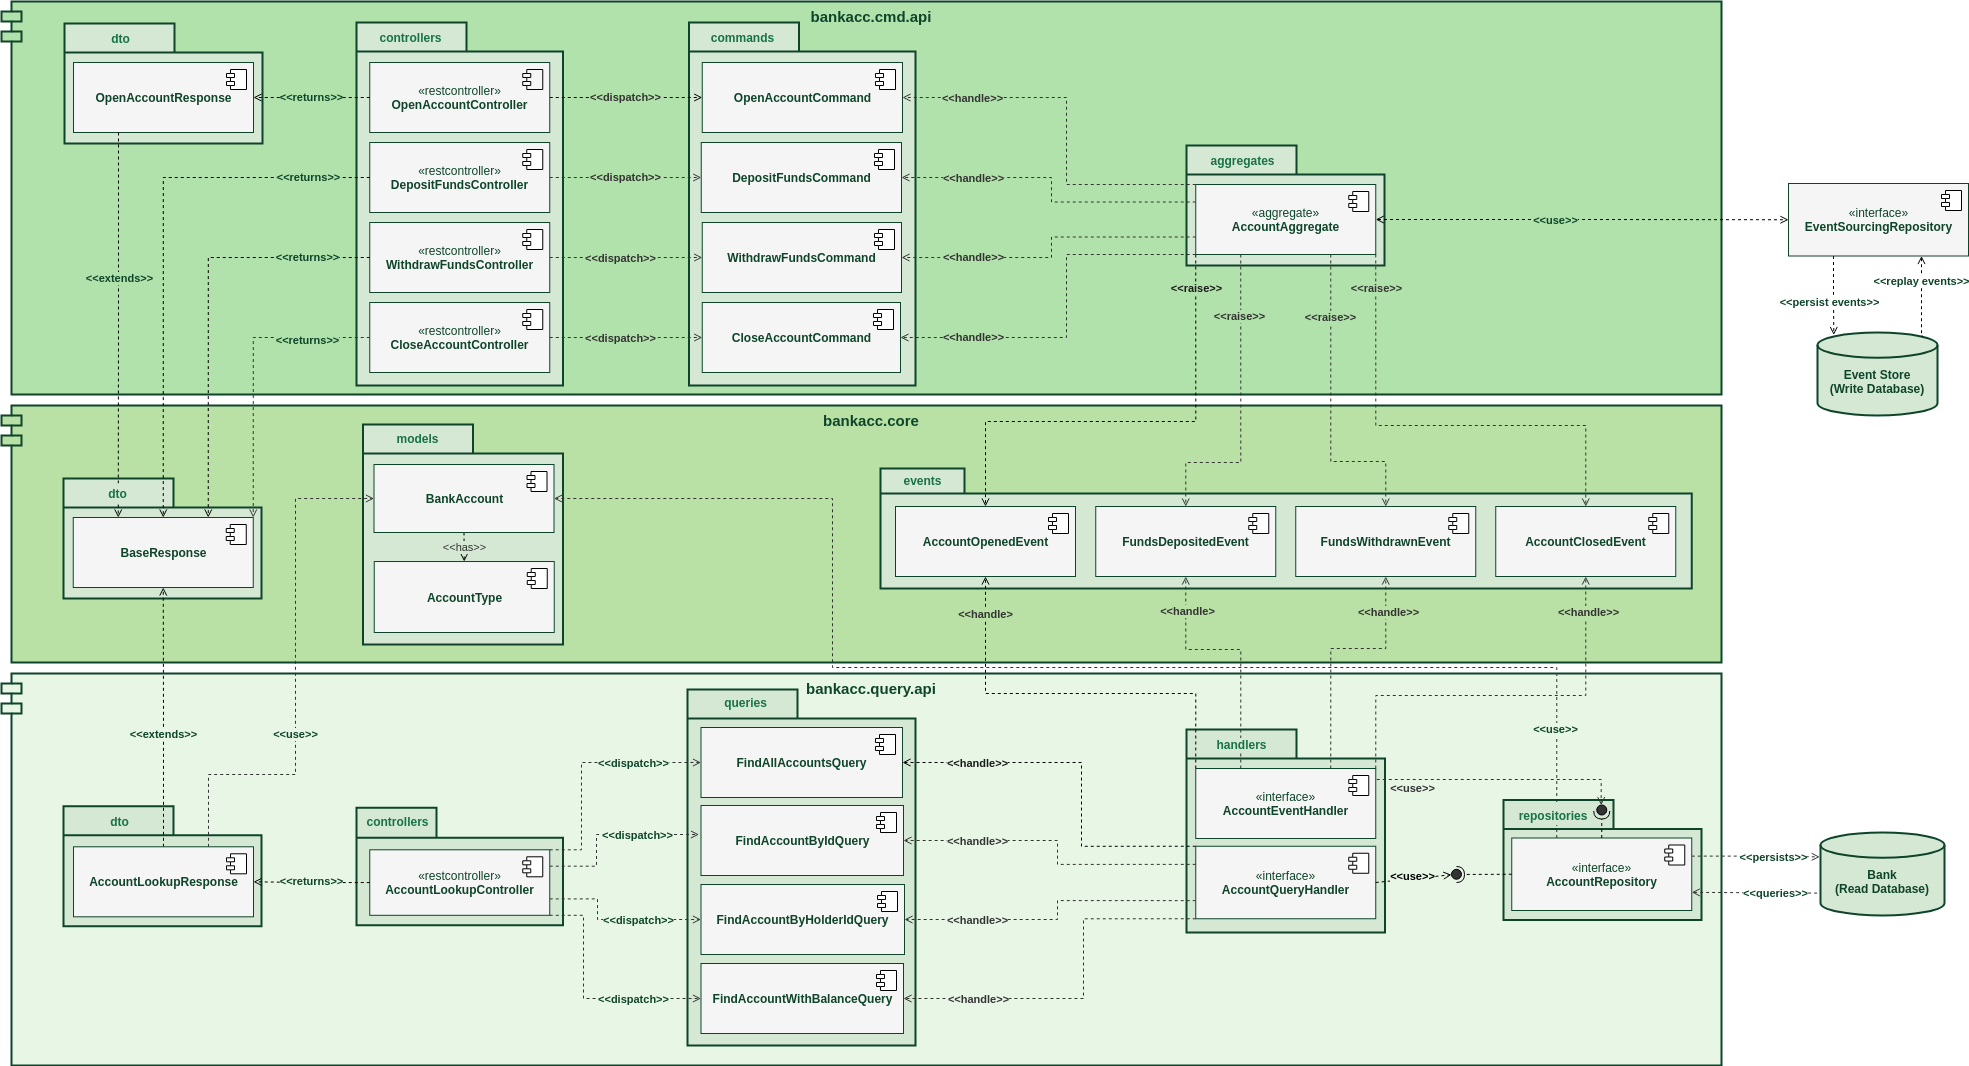 bankacc.cmd.api
dto
OpenAccountResponse
<<returns>>
controllers
«restcontroller»
OpenAccountController
<<dispatch>>
commands
OpenAccountCommand
<<handle>>
«restcontroller»
DepositFundsController
<<returns>>
<<dispatch>>
DepositFundsCommand
<<handle>>
aggregates
«aggregate»
AccountAggregate
<<use>>
«interface»
EventSourcingRepository
<<extends>>
<<returns>>
«restcontroller»
WithdrawFundsController
<<dispatch>>
WithdrawFundsCommand
<<handle>>
<<raise>>
<<raise>>
<<raise>>
<<raise>>
<<replay events>>
<<persist events>>
<<returns>>
«restcontroller»
CloseAccountController
<<dispatch>>
CloseAccountCommand
<<handle>>
Event Store
(Write Database)
bankacc.core
dto
BaseResponse
models
BankAccount
<<has>>
AccountType
events
AccountOpenedEvent
FundsDepositedEvent
FundsWithdrawnEvent
AccountClosedEvent
<<handle>
<<handle>
<<handle>>
<<handle>>
bankacc.query.api
<<extends>>
<<use>>
queries
FindAllAccountsQuery
FindAccountByIdQuery
FindAccountByHolderIdQuery
FindAccountWithBalanceQuery
<<dispatch>>
<<dispatch>>
<<dispatch>>
<<dispatch>>
<<handle>>
<<handle>>
<<handle>>
<<handle>>
dto
AccountLookupResponse
<<returns>>
controllers
«restcontroller»
AccountLookupController
handlers
«interface»
AccountEventHandler
«interface»
AccountQueryHandler
<<use>>
<<use>>
<<use>>
repositories
«interface»
AccountRepository
<<persists>>
<<queries>>
Bank
(Read Database)